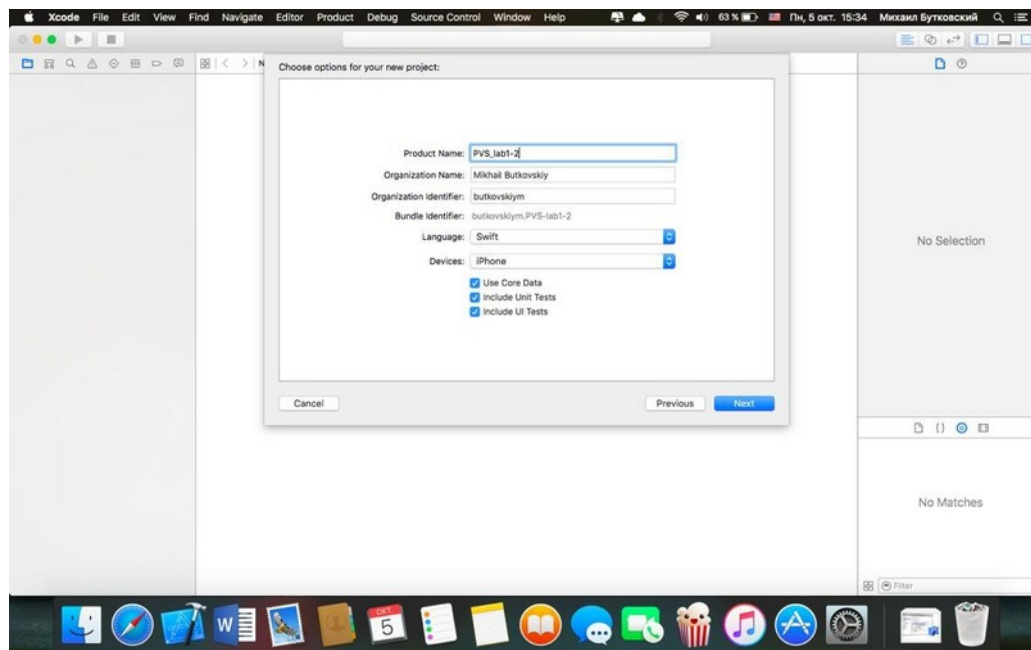 Xcode File Edit View Find Navigate Editor Product Debug Source Control Window Help 63 % Пн, 5 окт. 15:34 Михаил Бутковский
N
Choose options for your new project:
Product Name: PVS_lab1-2
Organization Name: Mikhail Butkovskiy
Organization Identifier: butkovskiym
Bundle Identifier: butkovskiym.PVS-lab1-2
Language: Swift
Devices: iPhone
Use Core Data
Include Unit Tests
Include UI Tests
Cancel Previous Next
No Selection
No Matches
Filter
ОКТ
5